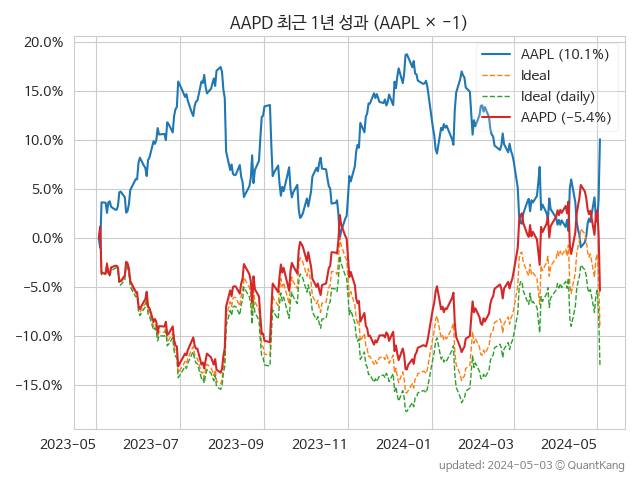 AAPD 최근 1년 성과 (AAPL × −1)
20.0%
15.0%
10.0%
5.0%
0.0%
−5.0%
−10.0%
−15.0%
AAPL (10.1%)
Ideal
Ideal (daily)
AAPD (−5.4%)
2023-05 2023-07 2023-09 2023-11 2024-01 2024-03 2024-05
updated: 2024-05-03 ⓒ QuantKang